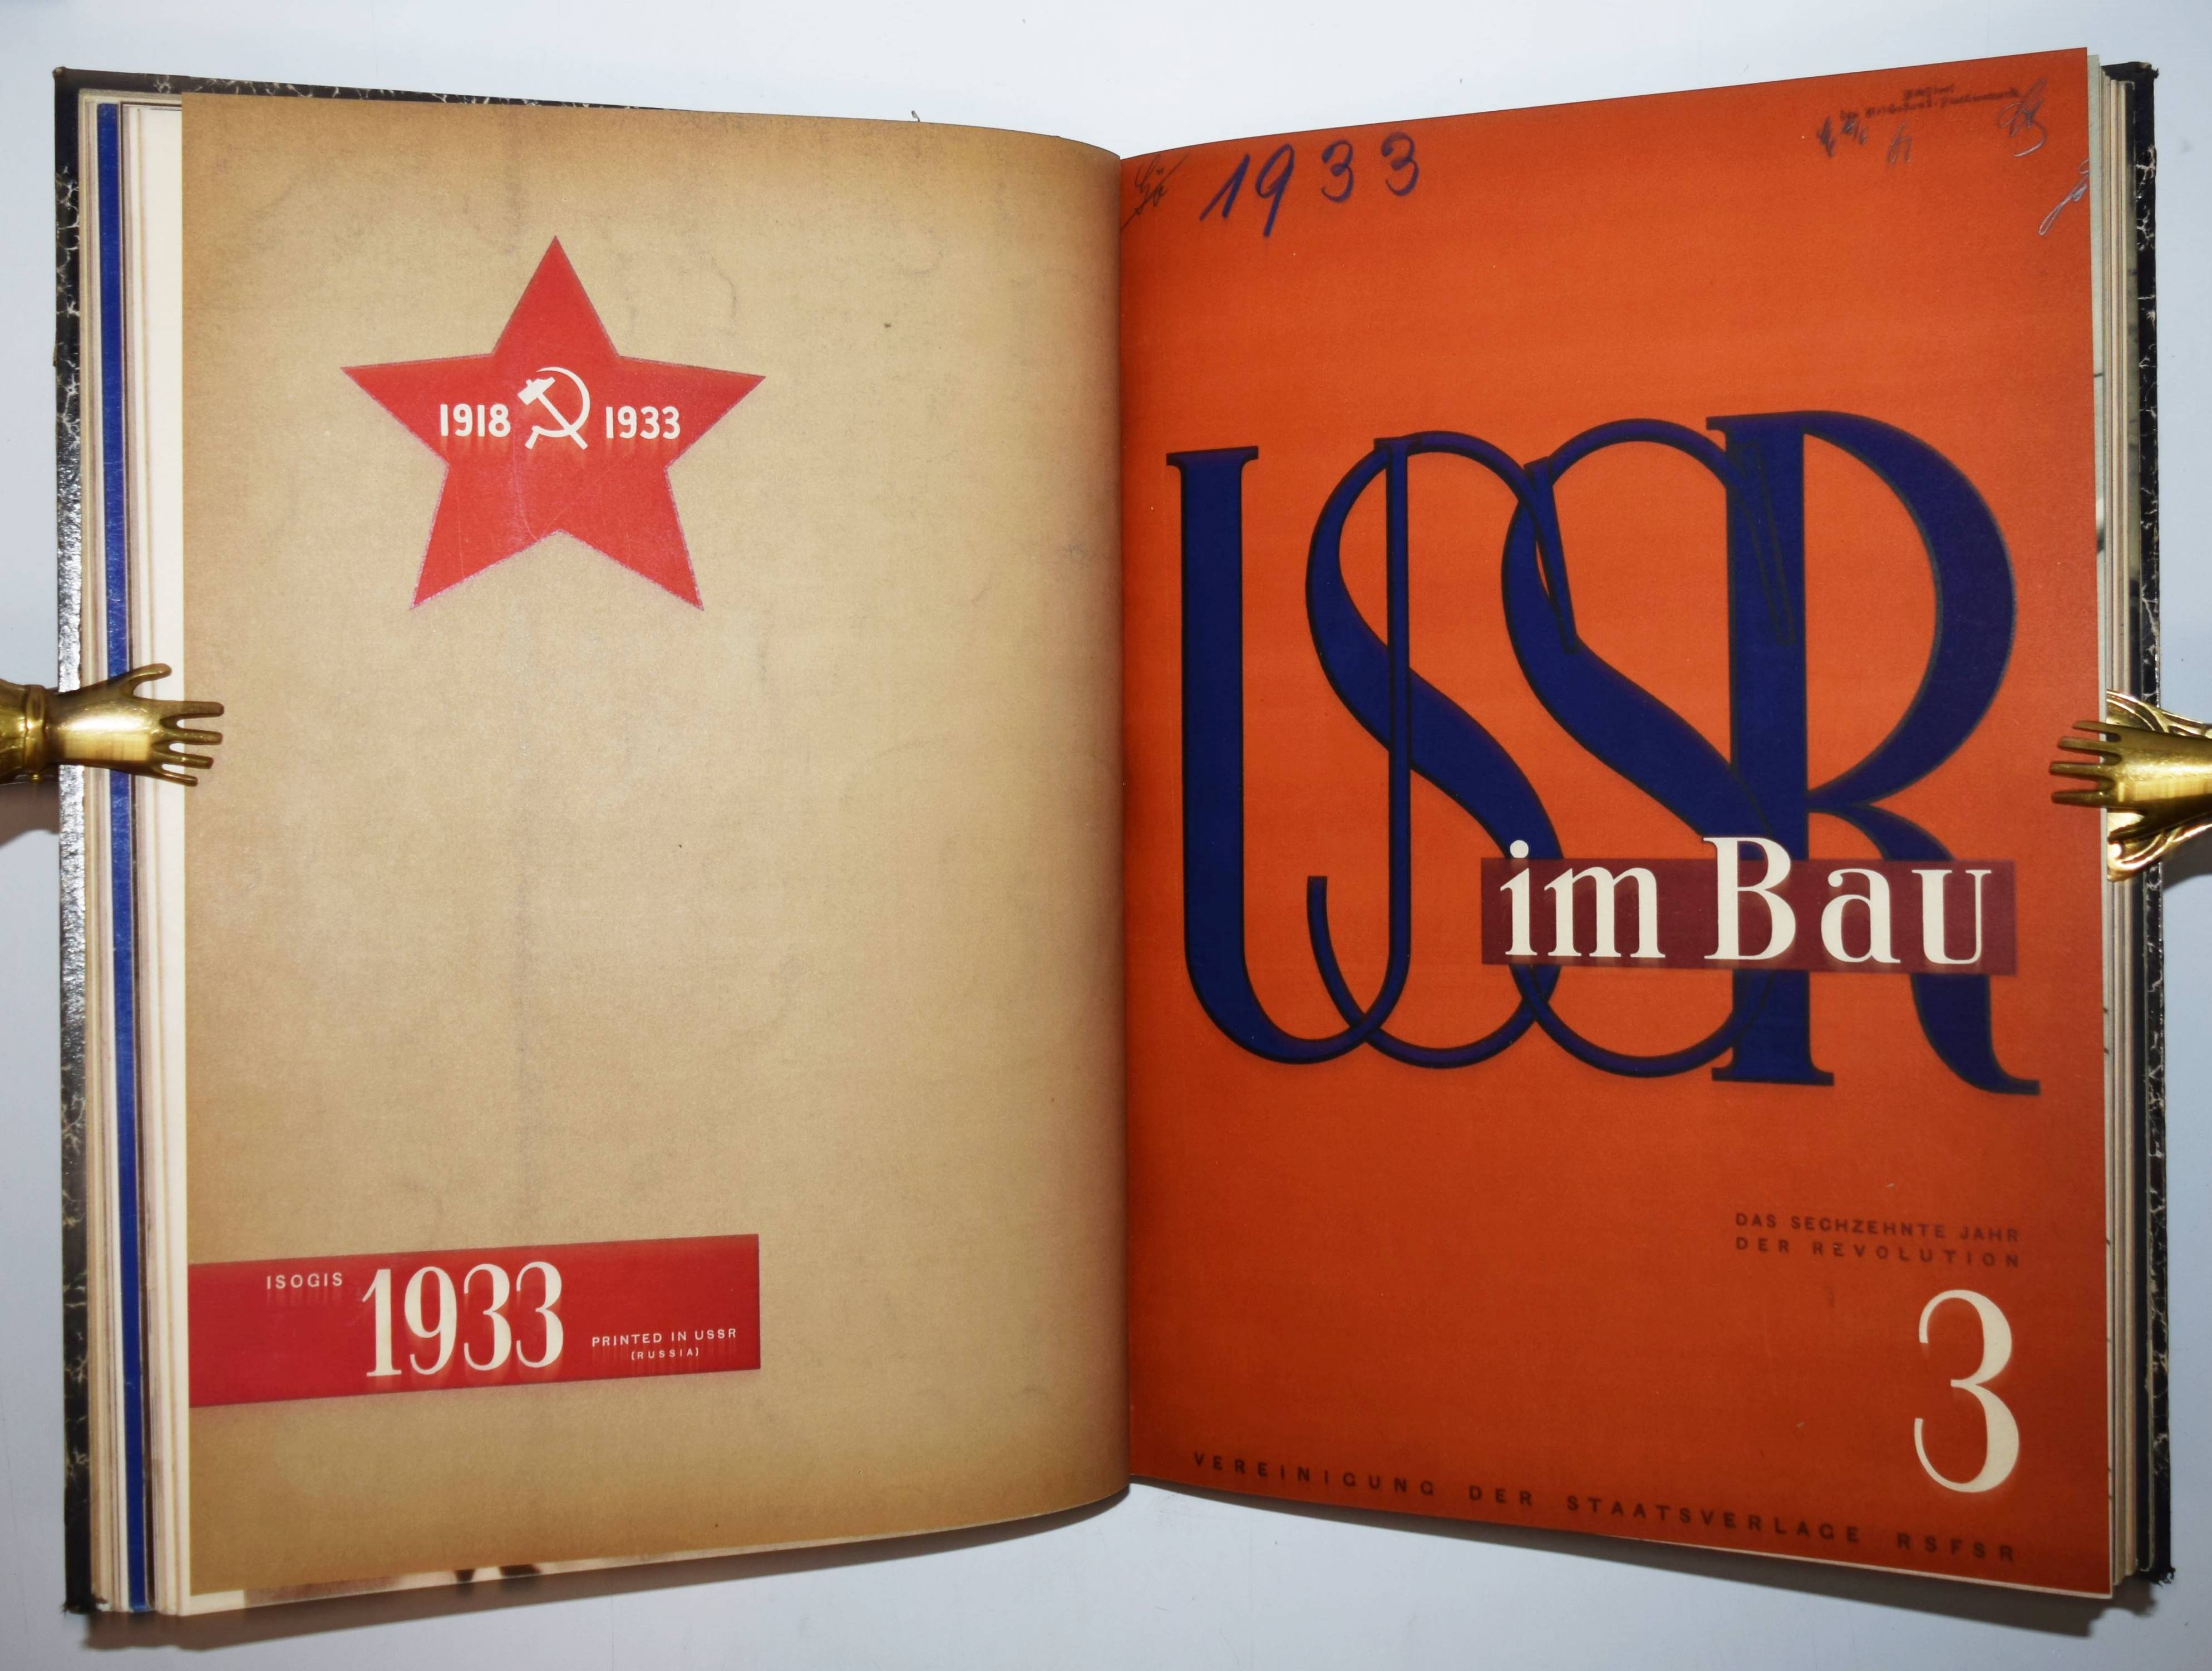 1918 1933
ISOGIS 1933 PRINTED IN USSR
(RUSSIA)
1933
USSR
im Bau
DAS SECHZEHNTE JAHR
DER REVOLUTION
3
VEREINIGUNG DER STAATSVERLAGE RSFSR